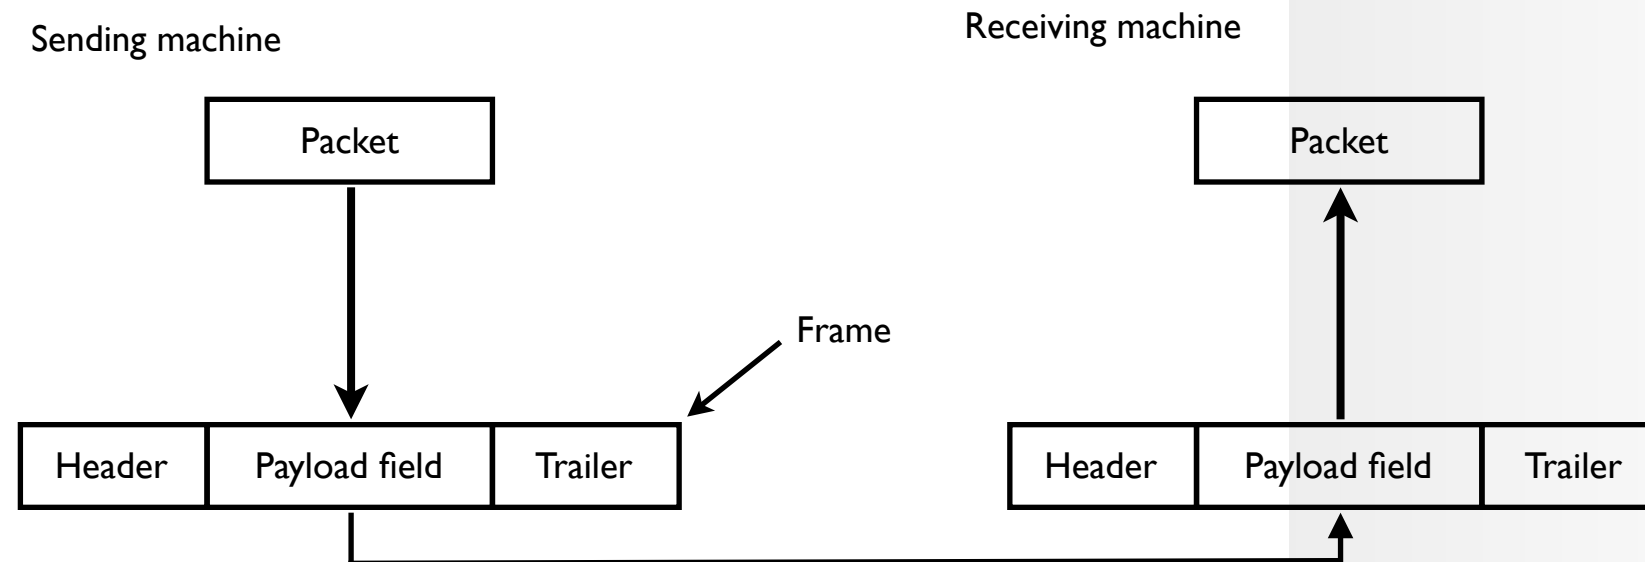 Sending machine
Receiving machine
Packet
Packet
Frame
Header Payload field Trailer
Header Payload field Trailer